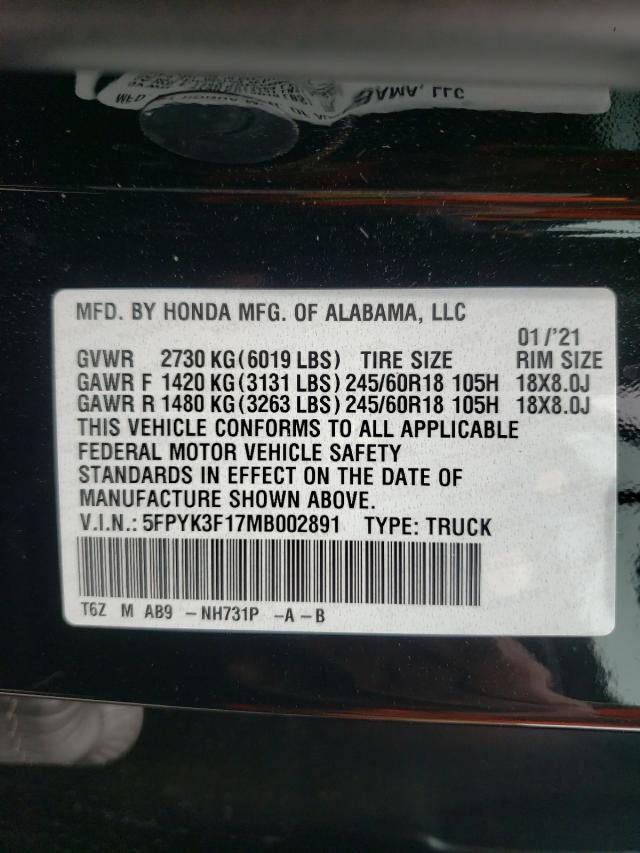 BAMA, LLC
MFD. BY HONDA MFG. OF ALABAMA, LLC
01/'21
GVWR 2730 KG(6019 LBS) TIRE SIZE RIM SIZE
GAWR F 1420 KG(3131 LBS)245/60R18 105H 18X8.0J
GAWR R 1480 KG(3263 LBS)245/60R18 105H 18X8.0J
THIS VEHICLE CONFORMS TO ALL APPLICABLE
FEDERAL MOTOR VEHICLE SAFETY
STANDARDS IN EFFECT ON THE DATE OF
MANUFACTURE SHOWN ABOVE.
V.I.N.: 5FPYK3F17MB002891 TYPE: TRUCK
T6Z M AB9 -NH731P -A-B